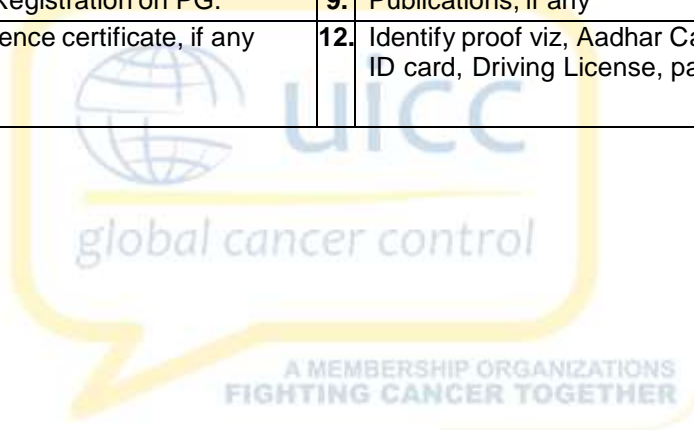 Registration on PG. 9. Publications, if any
ence certificate, if any 12. Identify proof viz, Aadhar Ca
ID card, Driving License, pa
uicc
global cancer control
A MEMBERSHIP ORGANIZATIONS
FIGHTING CANCER TOGETHER